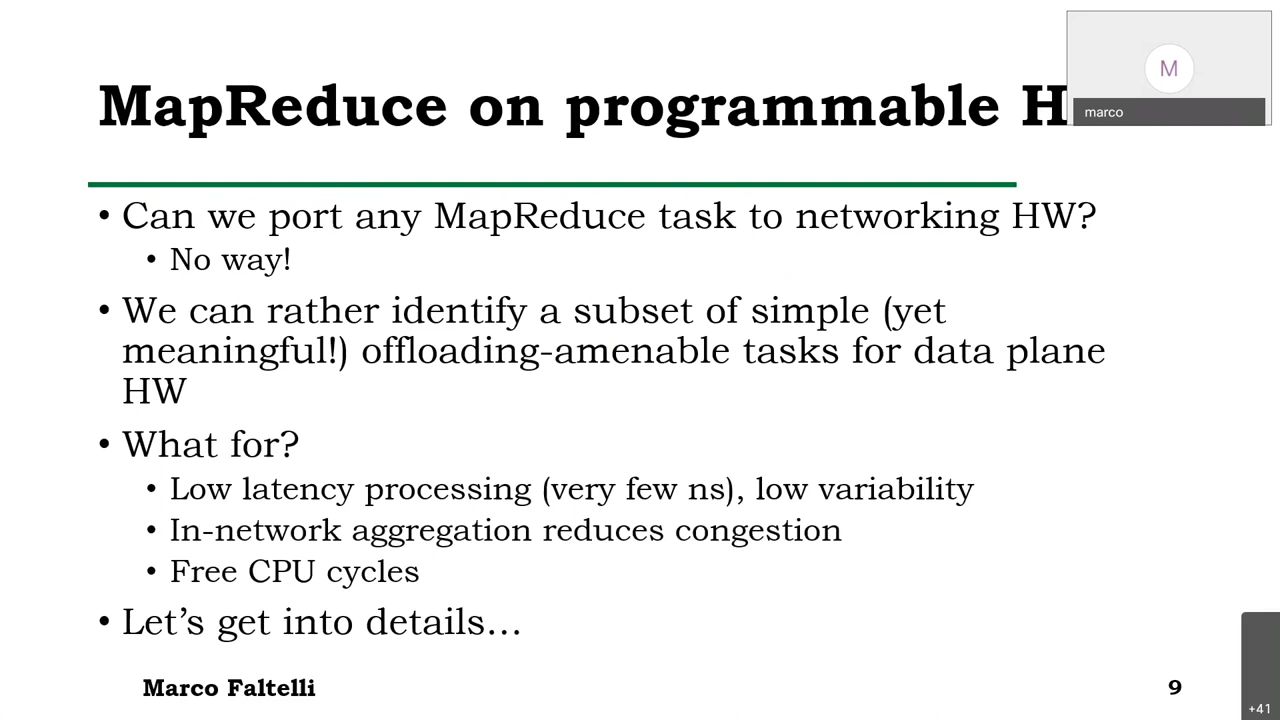 MapReduce on programmable H
M
marco
• Can we port any MapReduce task to networking HW?
• No way!
• We can rather identify a subset of simple (yet
meaningful!) offloading-amenable tasks for data plane
HW
• What for?
• Low latency processing (very few ns), low variability
• In-network aggregation reduces congestion
• Free CPU cycles
• Let’s get into details…
Marco Faltelli
9
+41